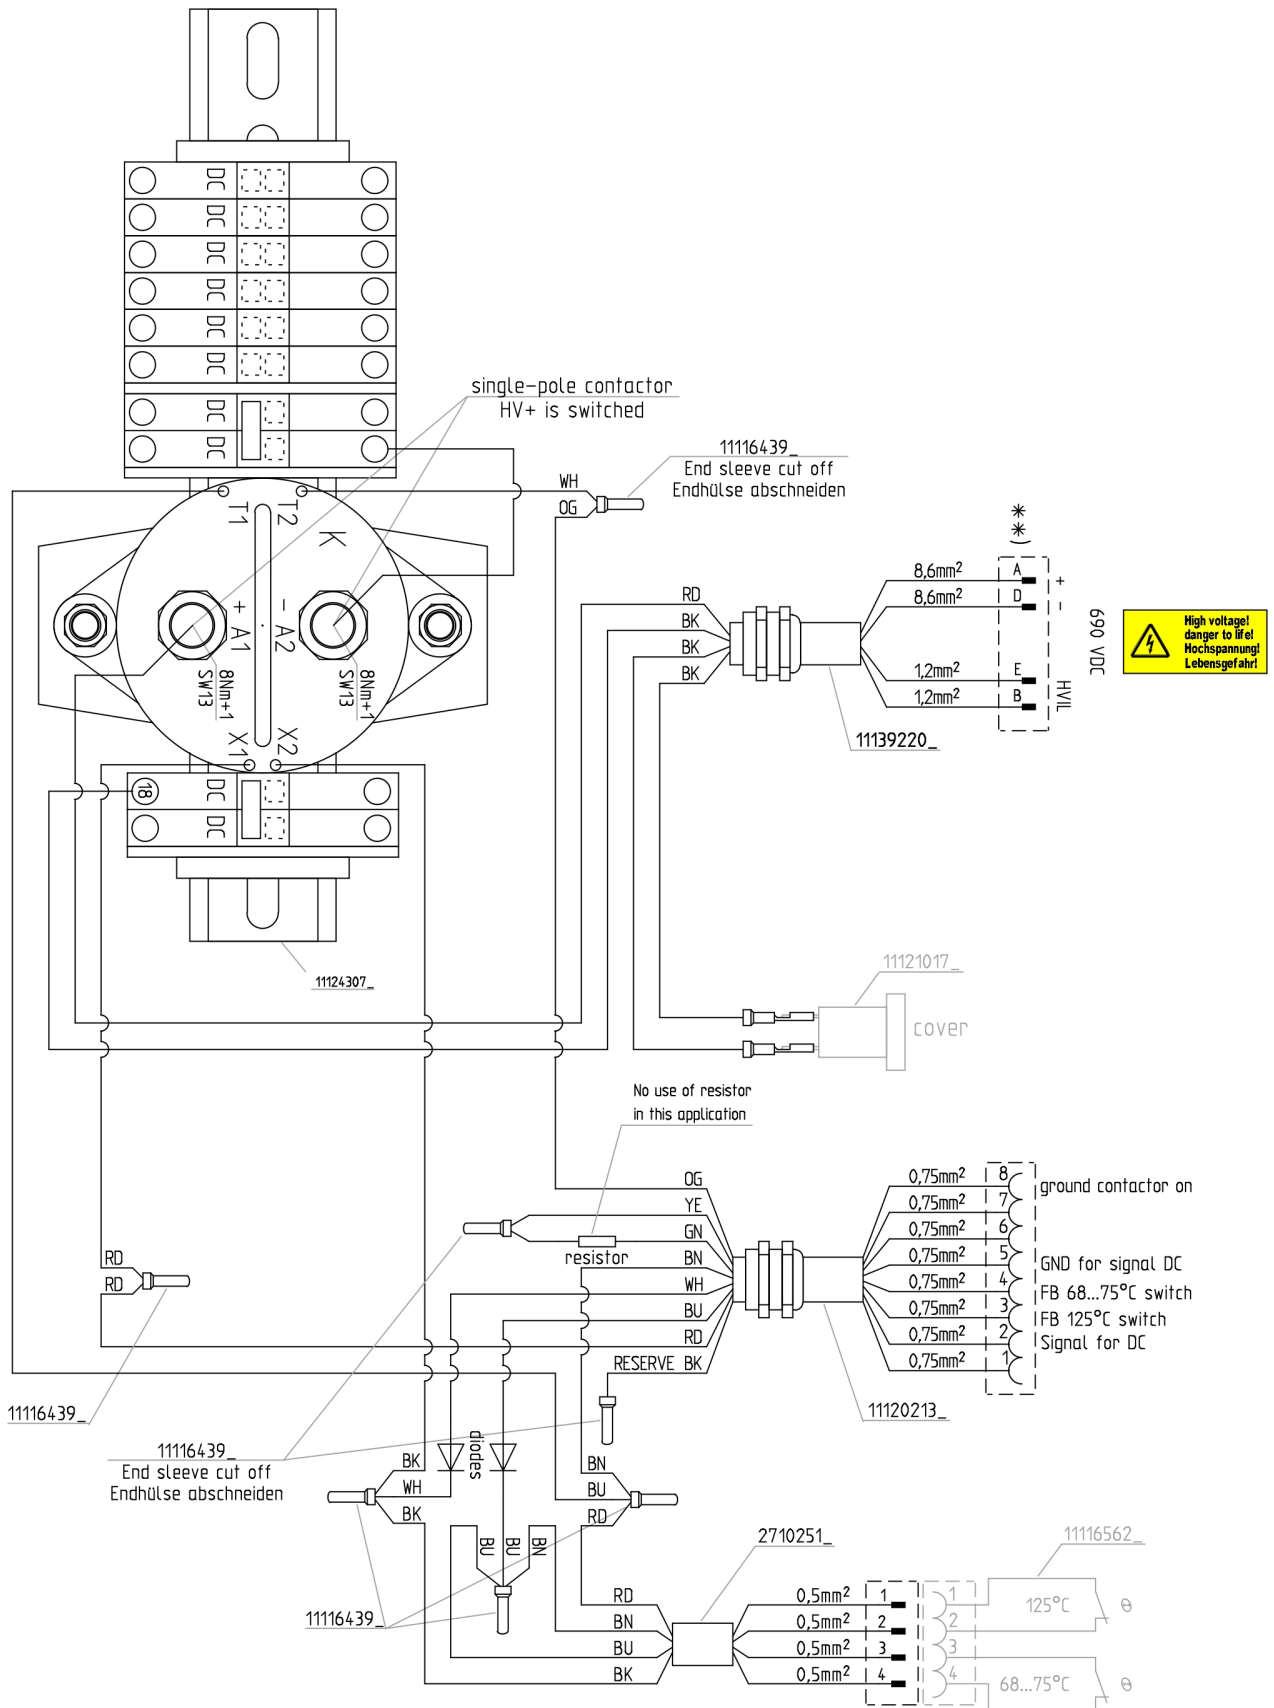 DC
DC
DC
DC
DC
DC
DC
DC
single-pole contactor
HV+ is switched
11116439_
End sleeve cut off
Endhülse abschneiden
WH
OG
T1
T2
K
+ A1
- A2
8Nm+1
SW13
8Nm+1
SW13
X1
X2
18
DC
DC
11124307_
**)
RD
BK
BK
BK
8,6mm²
8,6mm²
1,2mm²
1,2mm²
A
D
E
B
+
-
HVIL
690 VDC
High voltage!
danger to life!
Hochspannung!
Lebensgefahr!
11139220_
11121017_
cover
No use of resistor
in this application
resistor
OG
YE
GN
BN
WH
BU
RD
RESERVE BK
0,75mm²
0,75mm²
0,75mm²
0,75mm²
0,75mm²
0,75mm²
0,75mm²
0,75mm²
8
7
6
5
4
3
2
1
ground contactor on
GND for signal DC
FB 68...75°C switch
FB 125°C switch
Signal for DC
11120213_
RD
RD
11116439_
11116439_
End sleeve cut off
Endhülse abschneiden
diodes
BK
WH
BK
BN
BU
RD
BU
BU
BN
11116439_
2710251_
RD
BN
BU
BK
0,5mm²
0,5mm²
0,5mm²
0,5mm²
1
2
3
4
1
2
3
4
11116562_
125°C
θ
68...75°C
θ